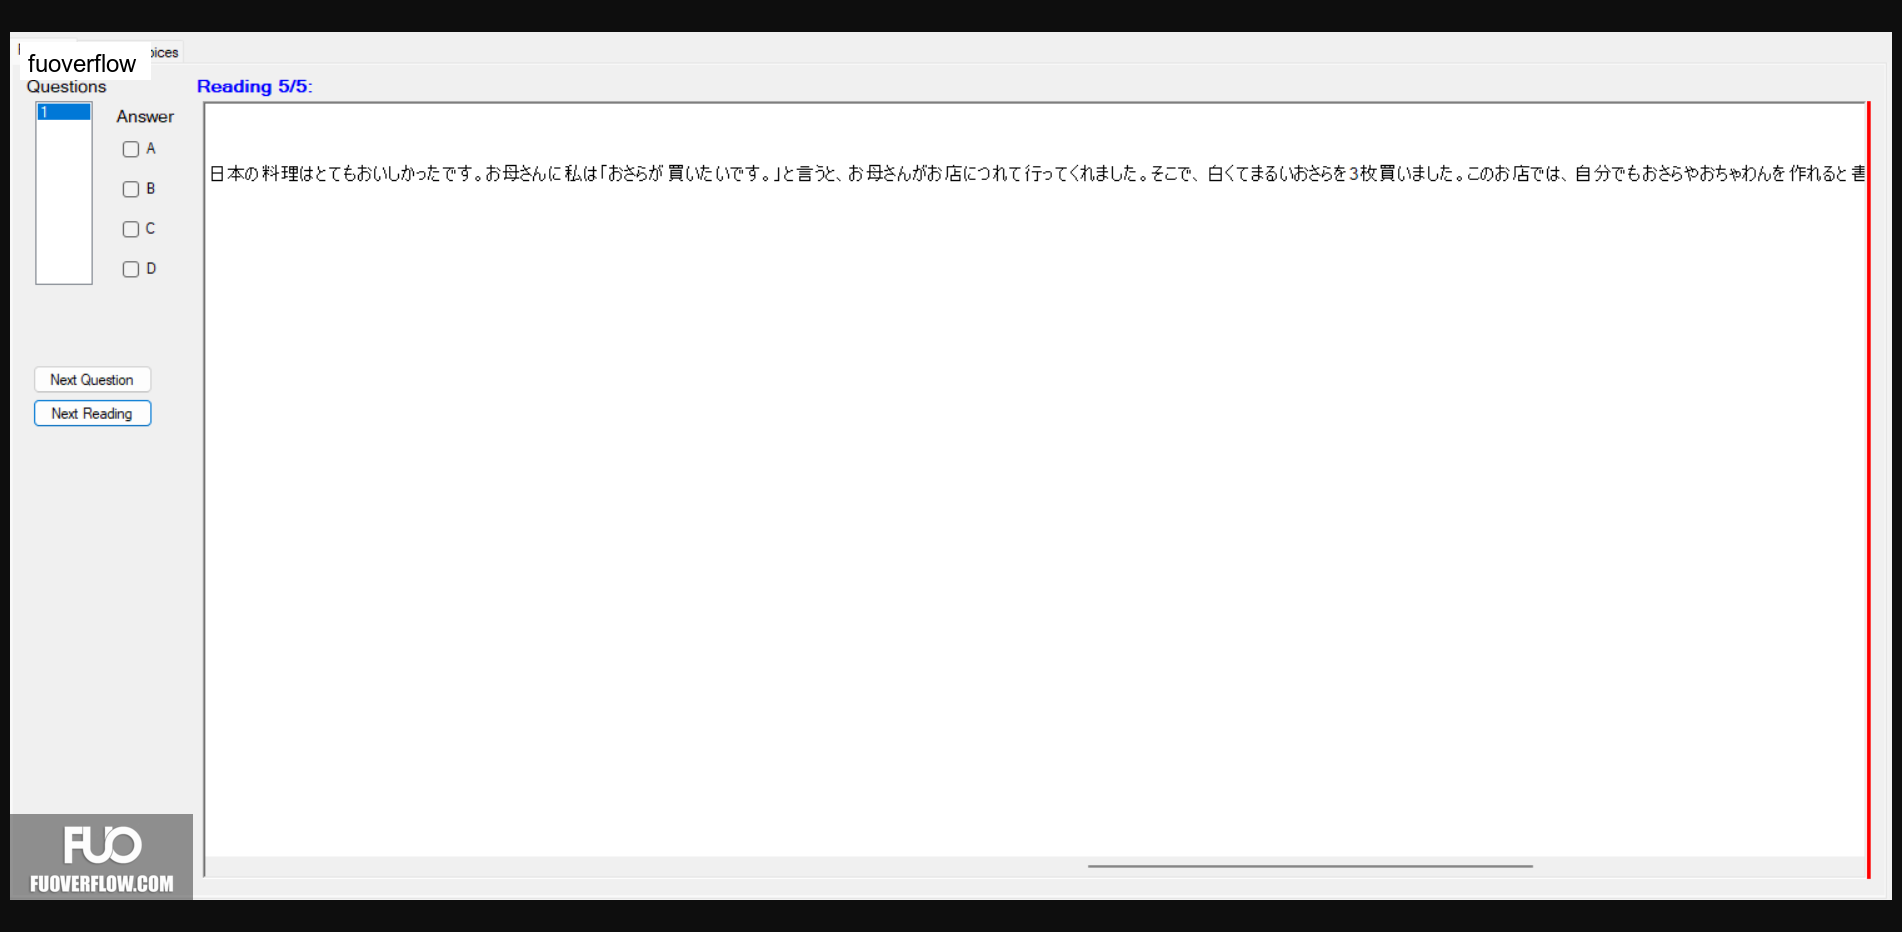 oices
fuoverflow
Questions
Reading 5/5:
1
Answer
A
B
C
D
日本の料理はとてもおいしかったです。お母さんに私は「おさらが買いたいです。」と言うと、お母さんがお店につれて行ってくれました。そこで、白くてまるいおさらを3枚買いました。このお店では、自分でもおさらやおちゃわんを作れると書
Next Question
Next Reading
FUO
FUOVERFLOW.COM